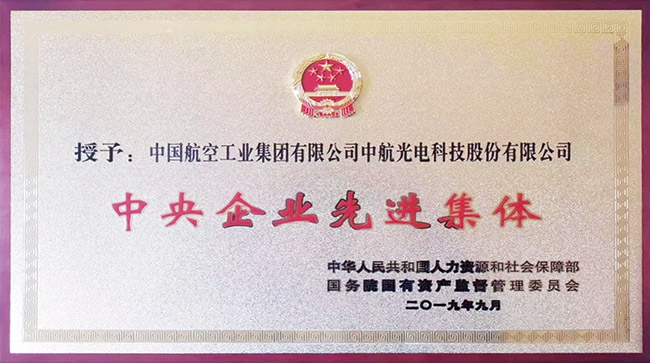 授予：中国航空工业集团有限公司中航光电科技股份有限公司
中央企业先进集体
中华人民共和国人力资源和社会保障部
国务院国有资产监督管理委员会
二〇一九年九月